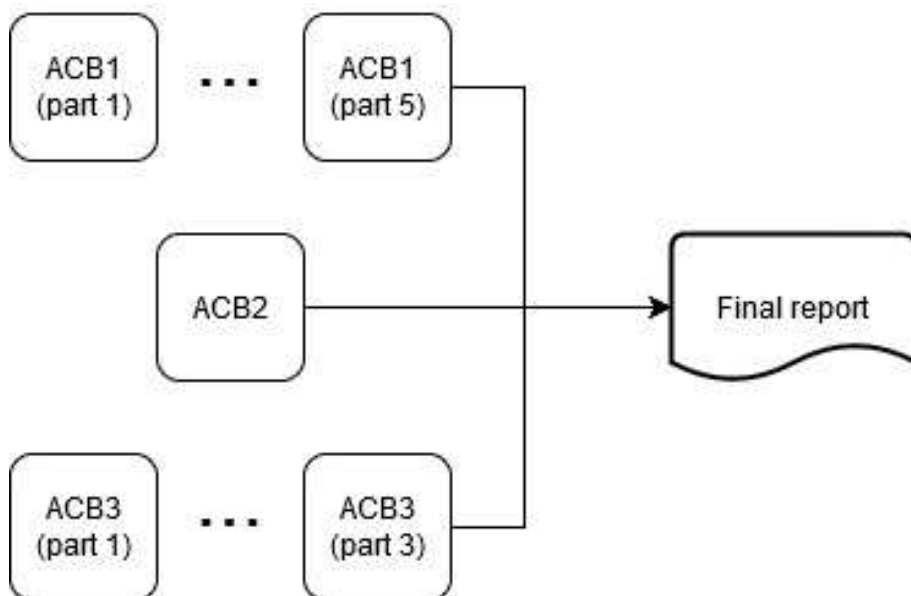 ACB1
(part 1)
...
ACB1
(part 5)
ACB2
Final report
ACB3
(part 1)
...
ACB3
(part 3)